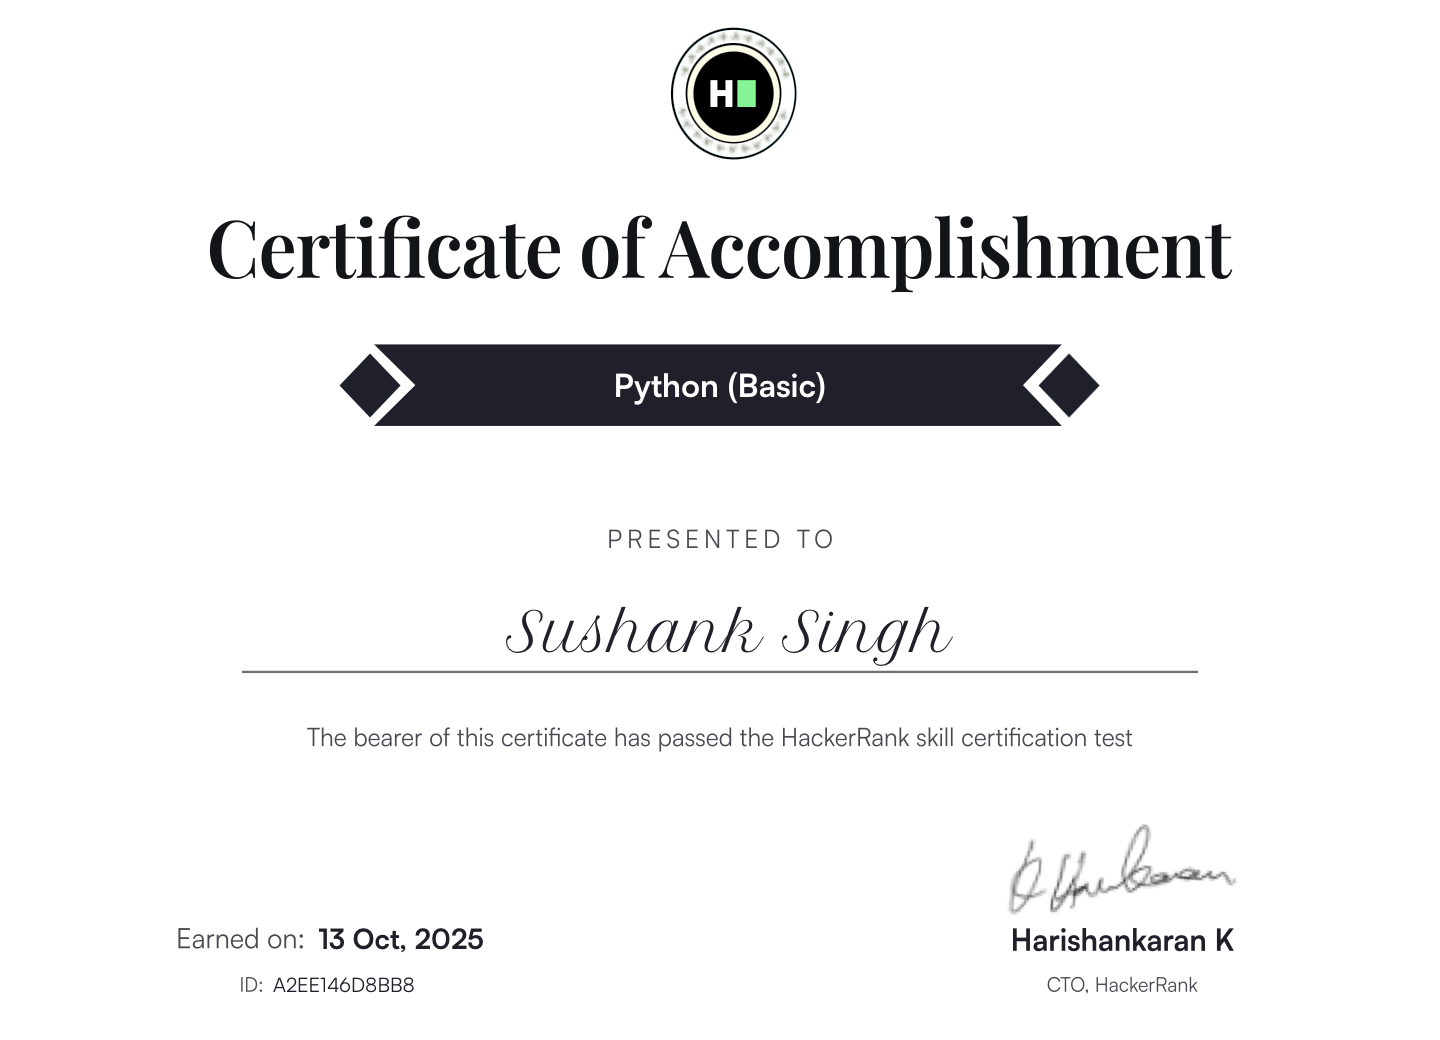 H
Certificate of Accomplishment
Python (Basic)
PRESENTED TO
Sushank Singh
The bearer of this certificate has passed the HackerRank skill certification test
Earned on: 13 Oct, 2025
ID: A2EE146D8BB8
Harishankaran K
CTO, HackerRank